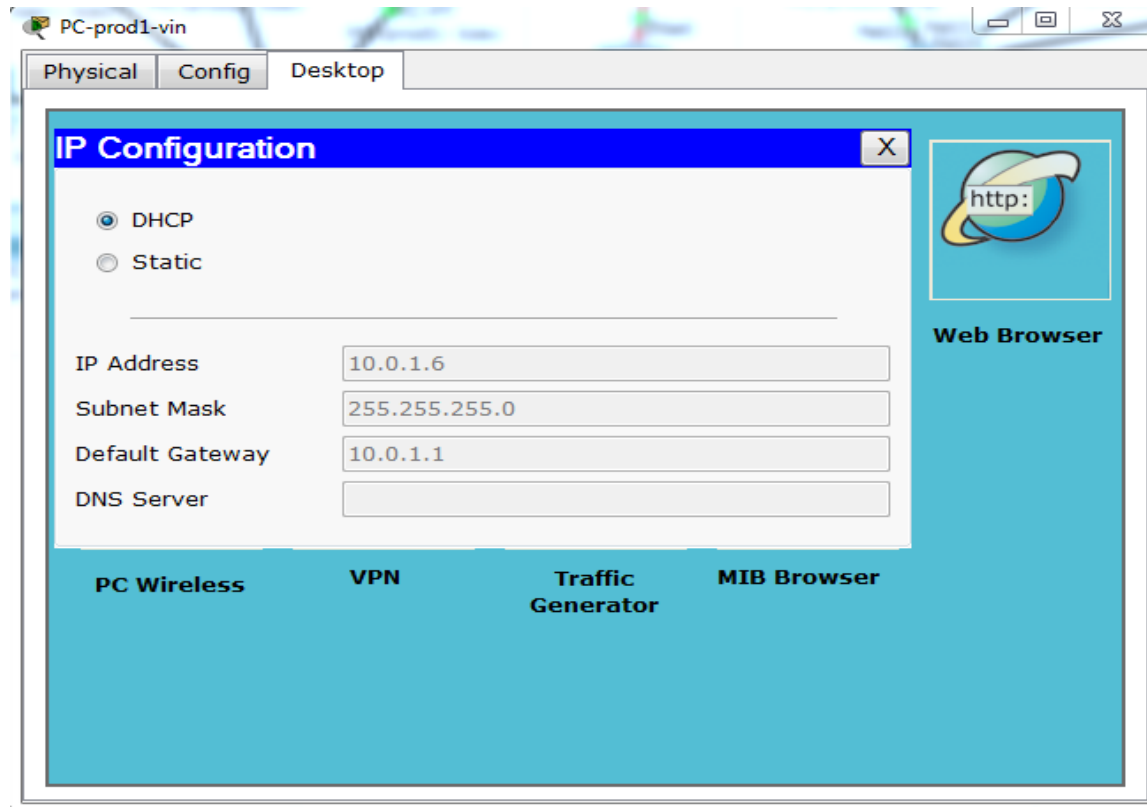 PC-prod1-vin
Physical Config Desktop
IP Configuration X
http:
DHCP
Static
Web Browser
IP Address 10.0.1.6
Subnet Mask 255.255.255.0
Default Gateway 10.0.1.1
DNS Server
PC Wireless VPN Traffic Generator MIB Browser